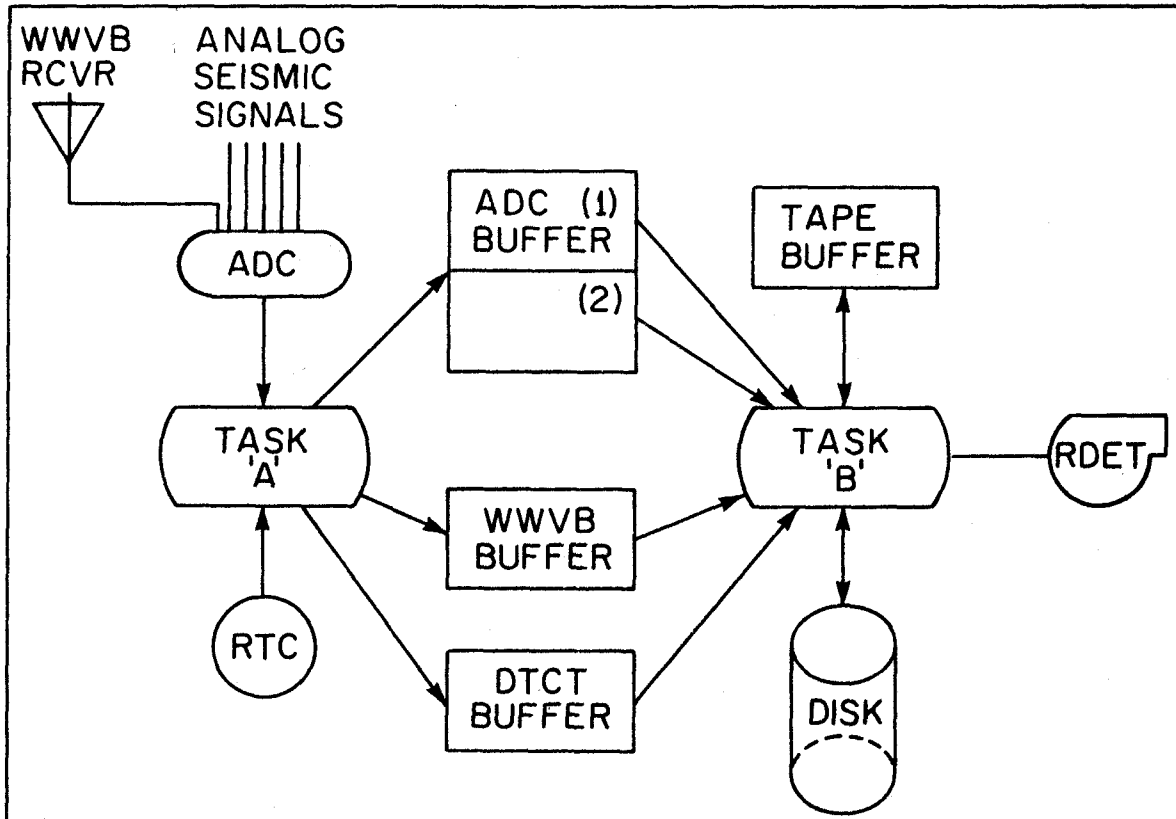 WWVB
RCVR
ANALOG
SEISMIC
SIGNALS
ADC
ADC (1)
BUFFER
(2)
TAPE
BUFFER
TASK
'A'
TASK
'B'
RDET
WWVB
BUFFER
RTC
DTCT
BUFFER
DISK